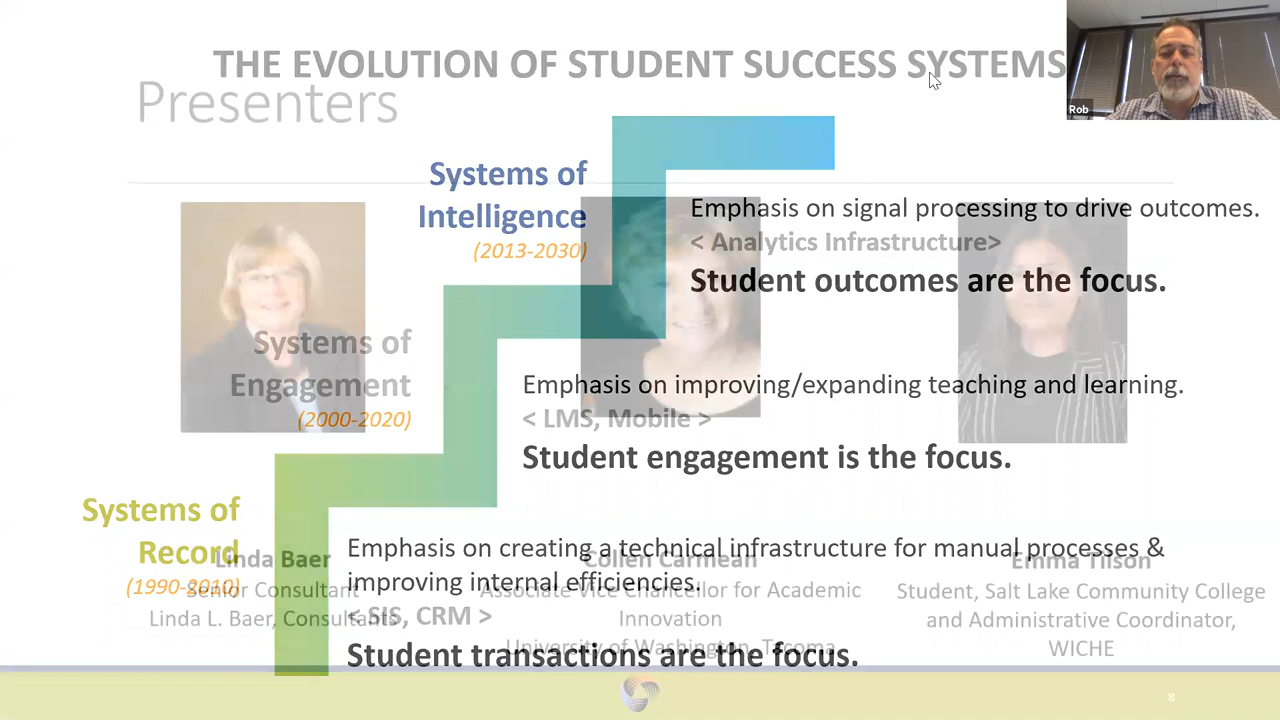 THE EVOLUTION OF STUDENT SUCCESS SYSTEMS
Presenters
Rob
Systems of
Intelligence
(2013-2030)
Emphasis on signal processing to drive outcomes.
< Analytics Infrastructure>
Student outcomes are the focus.
Systems of
Engagement
(2000-2020)
Emphasis on improving/expanding teaching and learning.
< LMS, Mobile >
Student engagement is the focus.
Systems of
Record
(1990-2010)
Emphasis on creating a technical infrastructure for manual processes &
improving internal efficiencies.
< SIS, CRM >
Student transactions are the focus.
Linda Baer
Senior Consultant
Linda L. Baer, Consultants
Collen Carmean
Associate Vice Chancellor for Academic
Innovation
University of Washington, Tacoma
Emma Tilson
Student, Salt Lake Community College
and Administrative Coordinator,
WICHE
8